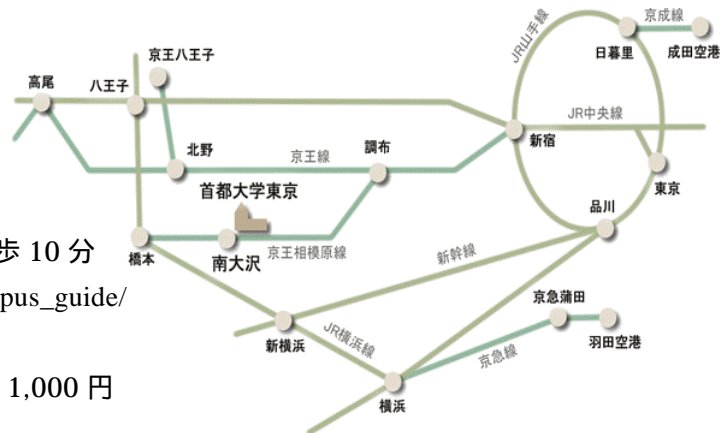 JR山手線
京成線
日暮里
成田空港
京王八王子
高尾
八王子
JR中央線
新宿
北野
京王線
調布
東京
首都大学東京
品川
歩 10 分
橋本
南大沢
京王相模原線
新幹線
pus_guide/
京急蒲田
新横浜
JR横浜線
京急線
羽田空港
1,000 円
横浜